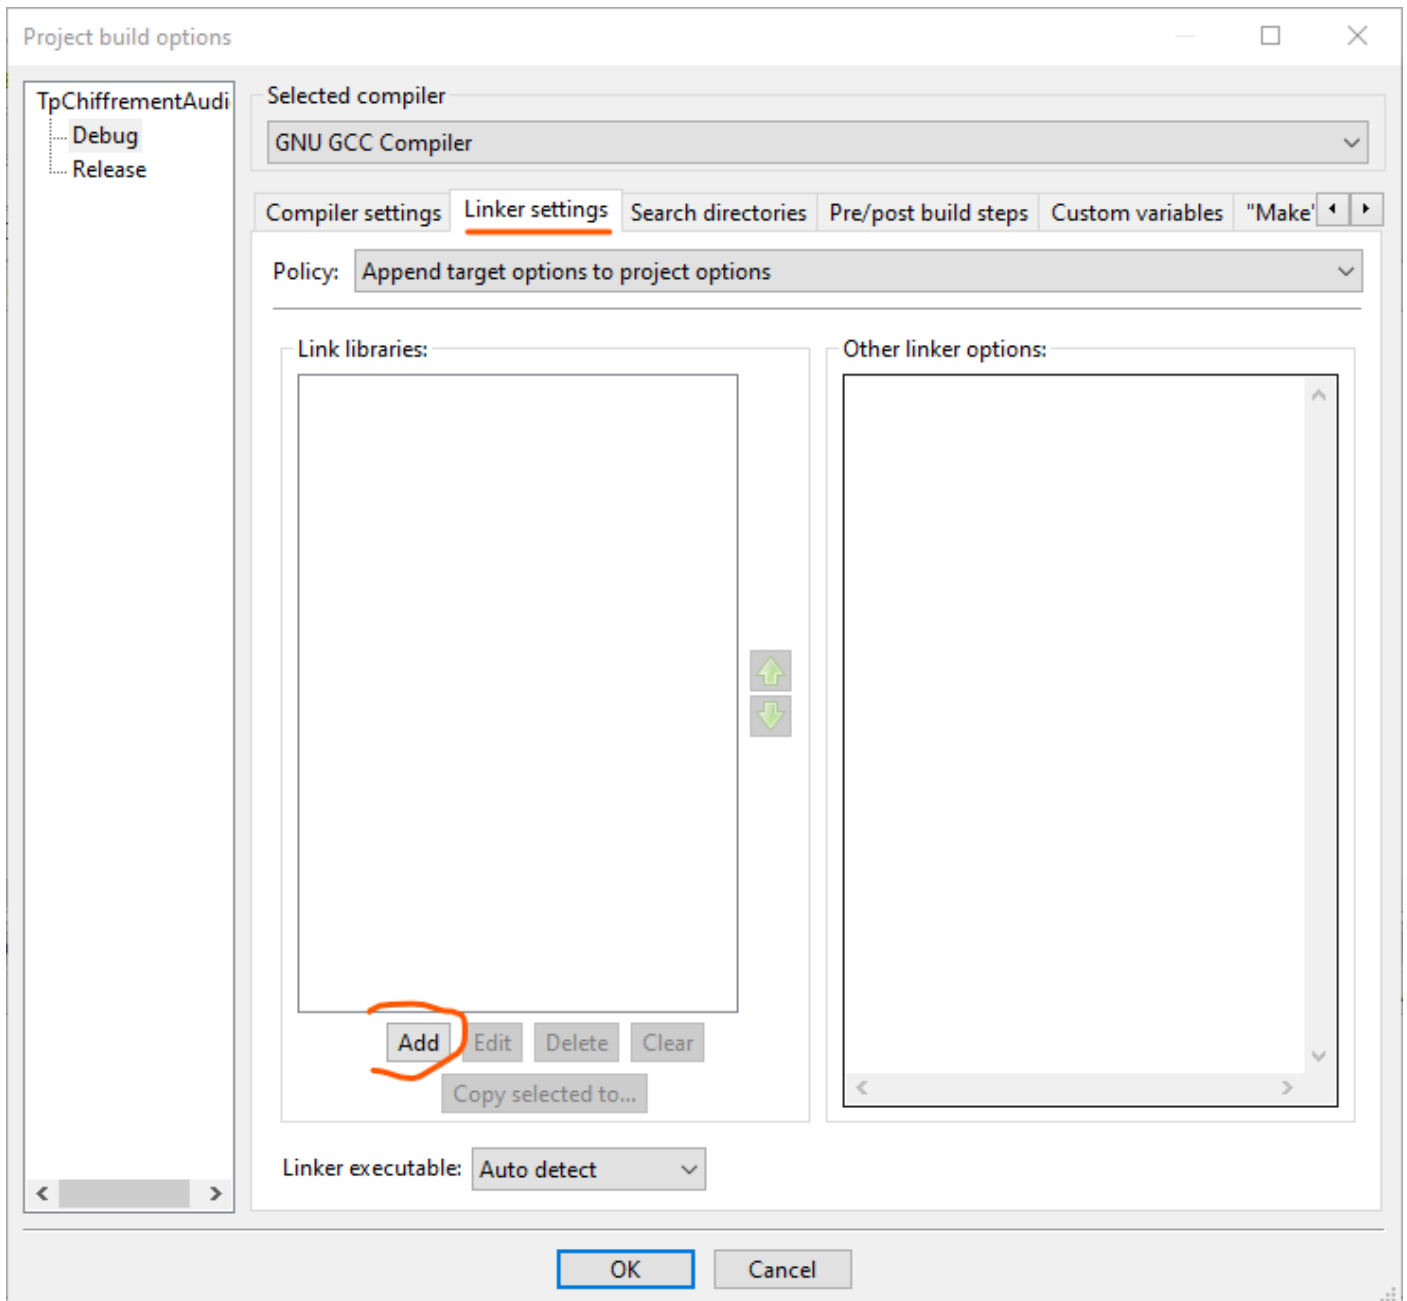 Project build options
TpChiffrementAudi
Debug
Release
Selected compiler
GNU GCC Compiler
Compiler settings Linker settings Search directories Pre/post build steps Custom variables "Make"
Policy: Append target options to project options
Link libraries:
Other linker options:
Add Edit Delete Clear
Copy selected to...
Linker executable: Auto detect
OK Cancel